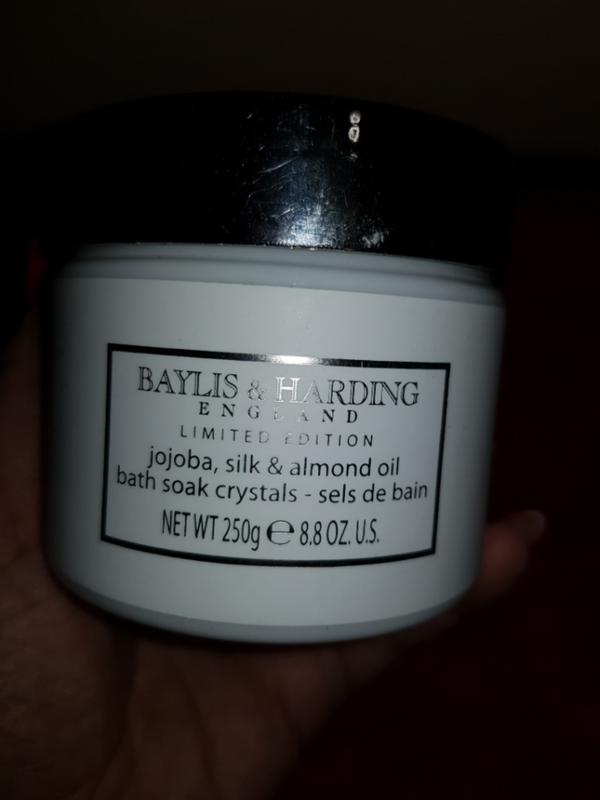 BAYLIS & HARDING
ENGLAND
LIMITED EDITION
jojoba, silk & almond oil
bath soak crystals - sels de bain
NET WT 250g ℮ 8.8 OZ. U.S.